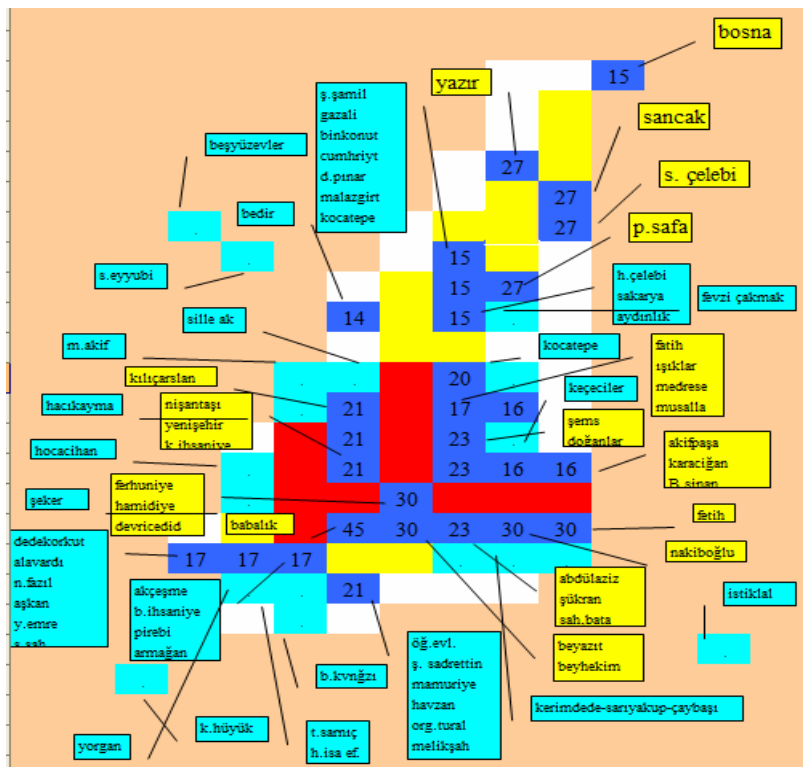 bosna
15
yazır
ş.şamil
gazali
binkonut
cumhriyt
d.pınar
malazgirt
kocatepe
sancak
beşyüzevler
27
s. çelebi
27
bedir
27
p.safa
15
s.eyyubi
15 27
h.çelebi
sakarya
aydınlık
fevzi çakmak
sille ak
14
15
m.akif
kocatepe
fatih
ışıklar
medrese
musalla
kılıçarslan
20
keçeciler
hacıkayma
nişantaşı
yenişehir
k.ihsaniye
21
17 16
şems
doğanlar
21
23
akifpaşa
karaciğan
B.sinan
hocacihan
21
23 16 16
şeker
ferhuniye
hamidiye
devricedid
30
fetih
babalık
45 30 23 30 30
dedekorkut
alavardı
n.fazıl
aşkan
y.emre
s.sah
nakiboğlu
17 17 17
akçeşme
b.ihsaniye
pirebi
armağan
21
abdülaziz
şükran
sah.bata
istiklal
öğ.evl.
ş. sadrettin
mamuriye
havzan
org.tural
melikşah
beyazıt
beyhekim
b.kvnğzı
kerimdede-sarıyakup-çaybaşı
k.hüyük
t.samıç
h.isa ef.
yorgan